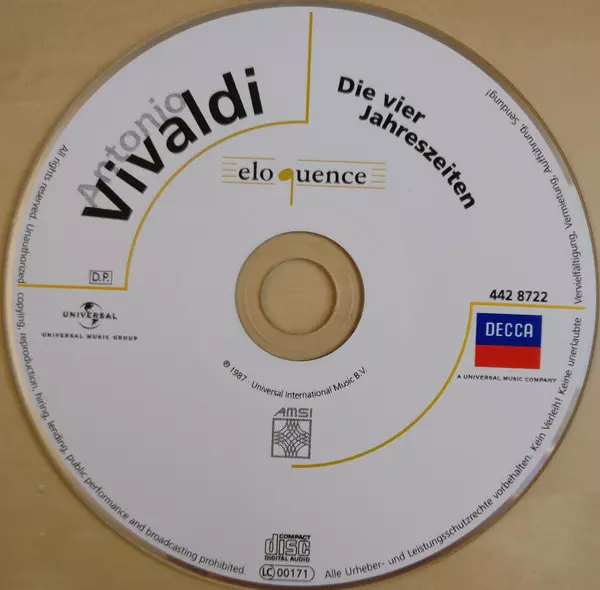 Antonio
Vivaldi
Die vier
Jahreszeiten
eloquence
D.P.
UNIVERSAL
UNIVERSAL MUSIC GROUP
442 8722
DECCA
A UNIVERSAL MUSIC COMPANY
℗ 1987 · Universal International Music B.V.
AMSI
COMPACT
disc
DIGITAL AUDIO
LC 00171
All rights reserved. Unauthorized copying, reproduction, hiring, lending, public performance and broadcasting prohibited.
Alle Urheber- und Leistungsschutzrechte vorbehalten. Kein Verleih! Keine unerlaubte Vervielfältigung, Vermietung, Aufführung, Sendung!